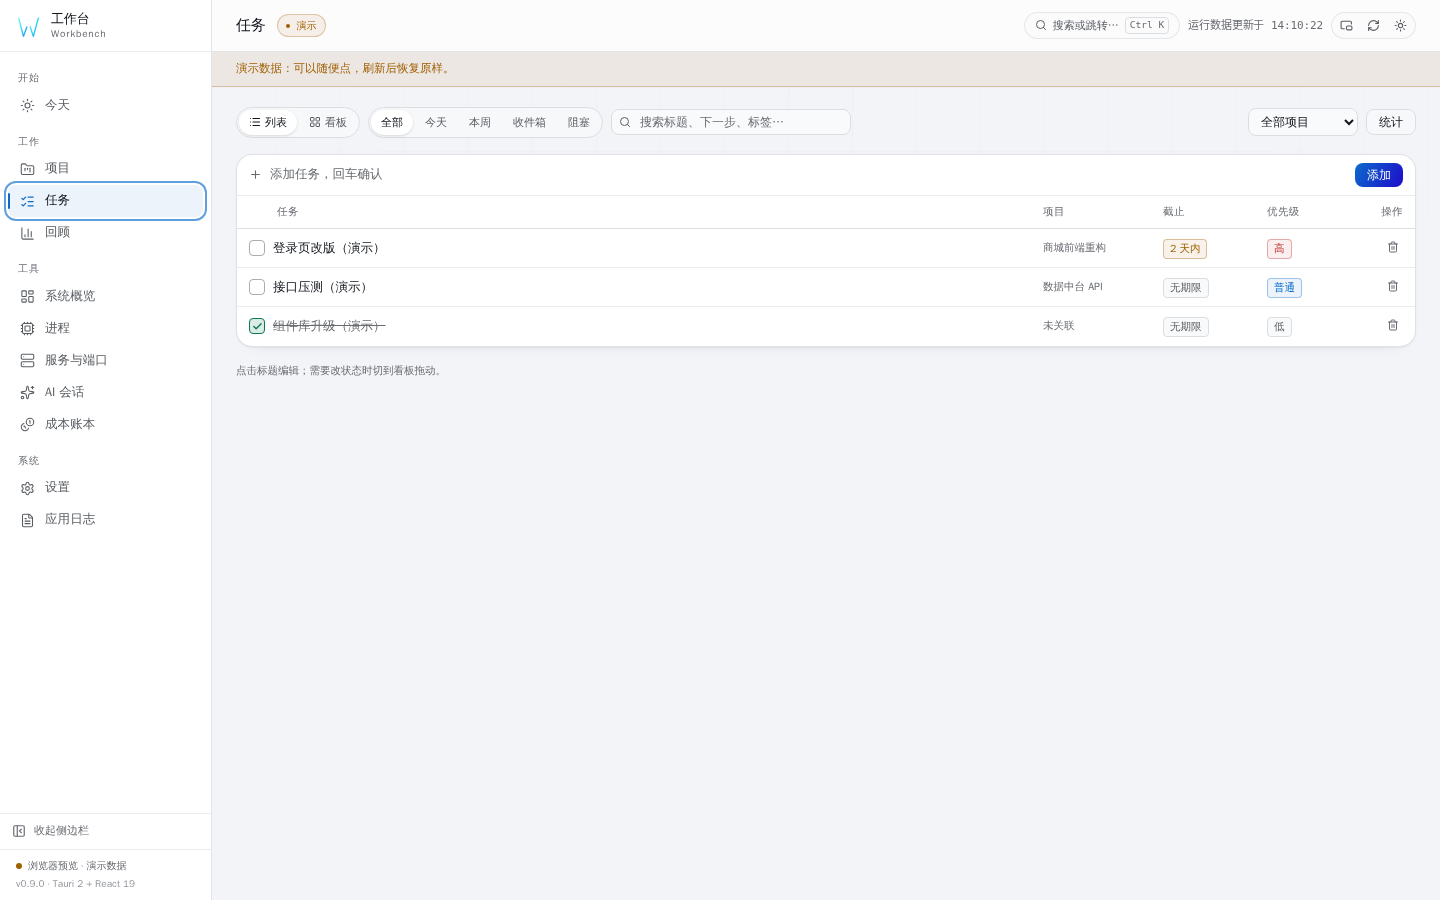 工作台
Workbench
开始
今天
工作
项目
任务
回顾
工具
系统概览
进程
服务与端口
AI 会话
成本账本
系统
设置
应用日志
收起侧边栏
浏览器预览 · 演示数据
v0.9.0 · Tauri 2 + React 19
任务 演示
搜索或跳转… Ctrl K 运行数据更新于 14:10:22
演示数据：可以随便点，刷新后恢复原样。
列表 看板 全部 今天 本周 收件箱 阻塞 搜索标题、下一步、标签… 全部项目 统计
添加任务，回车确认 添加
任务 项目 截止 优先级 操作
登录页改版（演示） 商城前端重构 2 天内 高
接口压测（演示） 数据中台 API 无期限 普通
组件库升级（演示） 未关联 无期限 低
点击标题编辑；需要改状态时切到看板拖动。